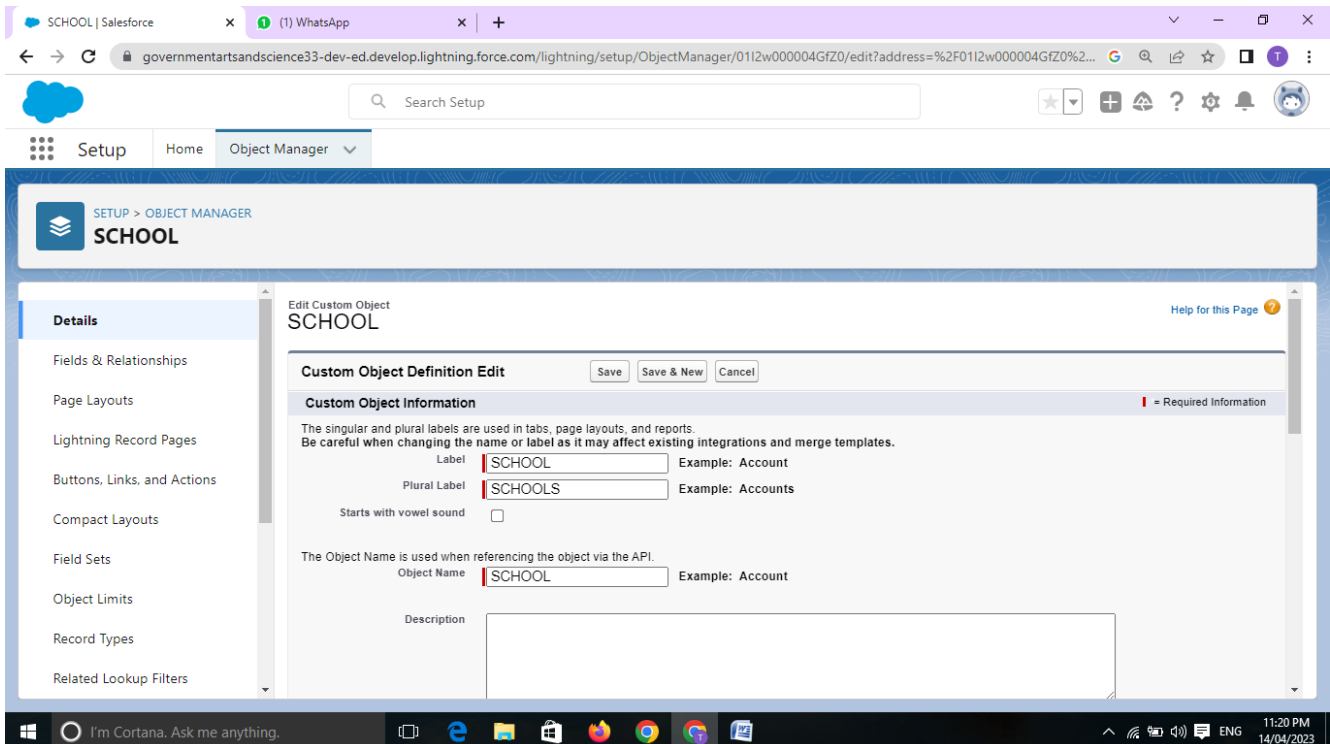 SCHOOL | Salesforce
(1) WhatsApp
governmentartsandscience33-dev-ed.develop.lightning.force.com/lightning/setup/ObjectManager/01I2w000004GfZ0/edit?address=%2F01I2w000004GfZ0%2...
T
Search Setup
Setup
Home
Object Manager
SETUP > OBJECT MANAGER
SCHOOL
Details
Fields & Relationships
Page Layouts
Lightning Record Pages
Buttons, Links, and Actions
Compact Layouts
Field Sets
Object Limits
Record Types
Related Lookup Filters
Edit Custom Object
SCHOOL
Help for this Page
Custom Object Definition Edit
Save
Save & New
Cancel
Custom Object Information
= Required Information
The singular and plural labels are used in tabs, page layouts, and reports.
Be careful when changing the name or label as it may affect existing integrations and merge templates.
Label SCHOOL Example: Account
Plural Label SCHOOLS Example: Accounts
Starts with vowel sound
The Object Name is used when referencing the object via the API.
Object Name SCHOOL Example: Account
Description
I'm Cortana. Ask me anything.
ENG
11:20 PM
14/04/2023